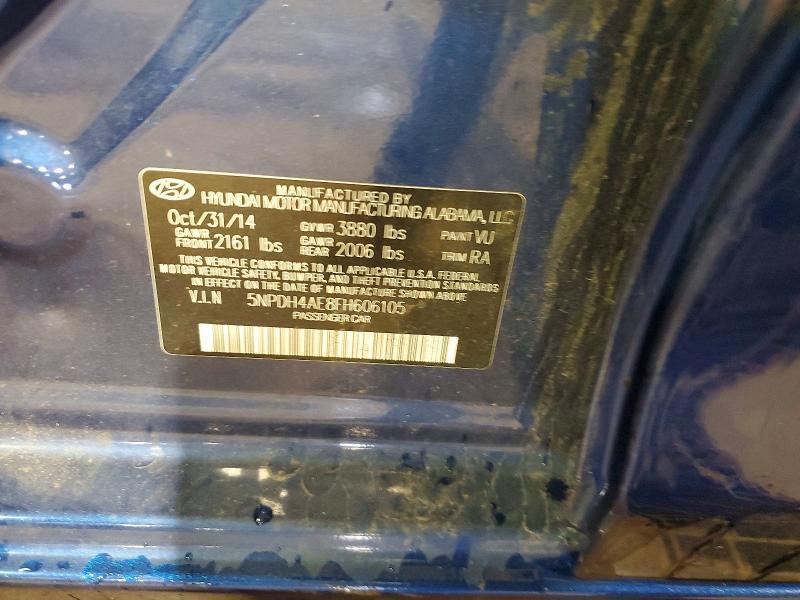 MANUFACTURED BY
HYUNDAI MOTOR MANUFACTURING ALABAMA, LLC
Oct/31/14 GVWR 3880 lbs PAINT VU
GAWR FRONT 2161 lbs GAWR REAR 2006 lbs TRIM RA
THIS VEHICLE CONFORMS TO ALL APPLICABLE U.S.A. FEDERAL
MOTOR VEHICLE SAFETY, BUMPER, AND THEFT PREVENTION STANDARDS
IN EFFECT ON THE DATE OF MANUFACTURE SHOWN ABOVE
V.I.N 5NPDH4AE8FH606105
PASSENGER CAR